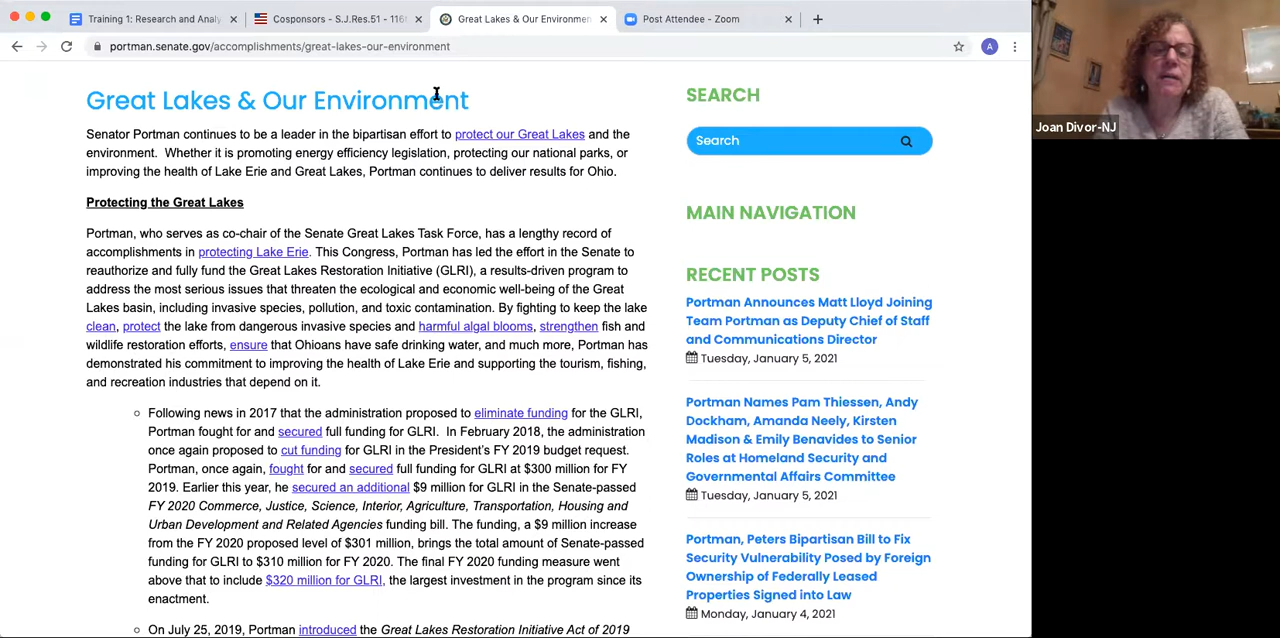 Training 1: Research and Analy
Cosponsors - S.J.Res.51 - 116
Great Lakes & Our Environmen
Post Attendee - Zoom
portman.senate.gov/accomplishments/great-lakes-our-environment
A
Great Lakes & Our Environment
Senator Portman continues to be a leader in the bipartisan effort to protect our Great Lakes and the
environment.  Whether it is promoting energy efficiency legislation, protecting our national parks, or
improving the health of Lake Erie and Great Lakes, Portman continues to deliver results for Ohio.
Protecting the Great Lakes
Portman, who serves as co-chair of the Senate Great Lakes Task Force, has a lengthy record of
accomplishments in protecting Lake Erie. This Congress, Portman has led the effort in the Senate to
reauthorize and fully fund the Great Lakes Restoration Initiative (GLRI), a results-driven program to
address the most serious issues that threaten the ecological and economic well-being of the Great
Lakes basin, including invasive species, pollution, and toxic contamination. By fighting to keep the lake
clean, protect the lake from dangerous invasive species and harmful algal blooms, strengthen fish and
wildlife restoration efforts, ensure that Ohioans have safe drinking water, and much more, Portman has
demonstrated his commitment to improving the health of Lake Erie and supporting the tourism, fishing,
and recreation industries that depend on it.
Following news in 2017 that the administration proposed to eliminate funding for the GLRI,
Portman fought for and secured full funding for GLRI.  In February 2018, the administration
once again proposed to cut funding for GLRI in the President's FY 2019 budget request.
Portman, once again, fought for and secured full funding for GLRI at $300 million for FY
2019. Earlier this year, he secured an additional $9 million for GLRI in the Senate-passed
FY 2020 Commerce, Justice, Science, Interior, Agriculture, Transportation, Housing and
Urban Development and Related Agencies funding bill. The funding, a $9 million increase
from the FY 2020 proposed level of $301 million, brings the total amount of Senate-passed
funding for GLRI to $310 million for FY 2020. The final FY 2020 funding measure went
above that to include $320 million for GLRI, the largest investment in the program since its
enactment.
On July 25, 2019, Portman introduced the Great Lakes Restoration Initiative Act of 2019
SEARCH
Search
MAIN NAVIGATION
RECENT POSTS
Portman Announces Matt Lloyd Joining
Team Portman as Deputy Chief of Staff
and Communications Director
Tuesday, January 5, 2021
Portman Names Pam Thiessen, Andy
Dockham, Amanda Neely, Kirsten
Madison & Emily Benavides to Senior
Roles at Homeland Security and
Governmental Affairs Committee
Tuesday, January 5, 2021
Portman, Peters Bipartisan Bill to Fix
Security Vulnerability Posed by Foreign
Ownership of Federally Leased
Properties Signed into Law
Monday, January 4, 2021
Joan Divor-NJ